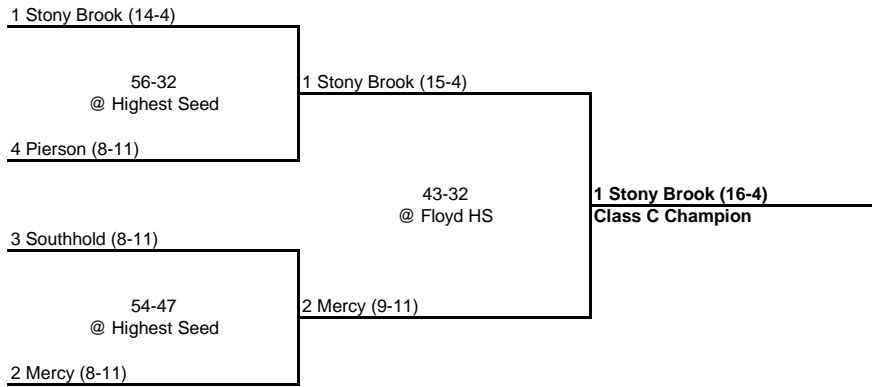 1 Stony Brook (14-4)
56-32
@ Highest Seed
1 Stony Brook (15-4)
4 Pierson (8-11)
43-32
@ Floyd HS
1 Stony Brook (16-4)
Class C Champion
3 Southhold (8-11)
54-47
@ Highest Seed
2 Mercy (9-11)
2 Mercy (8-11)